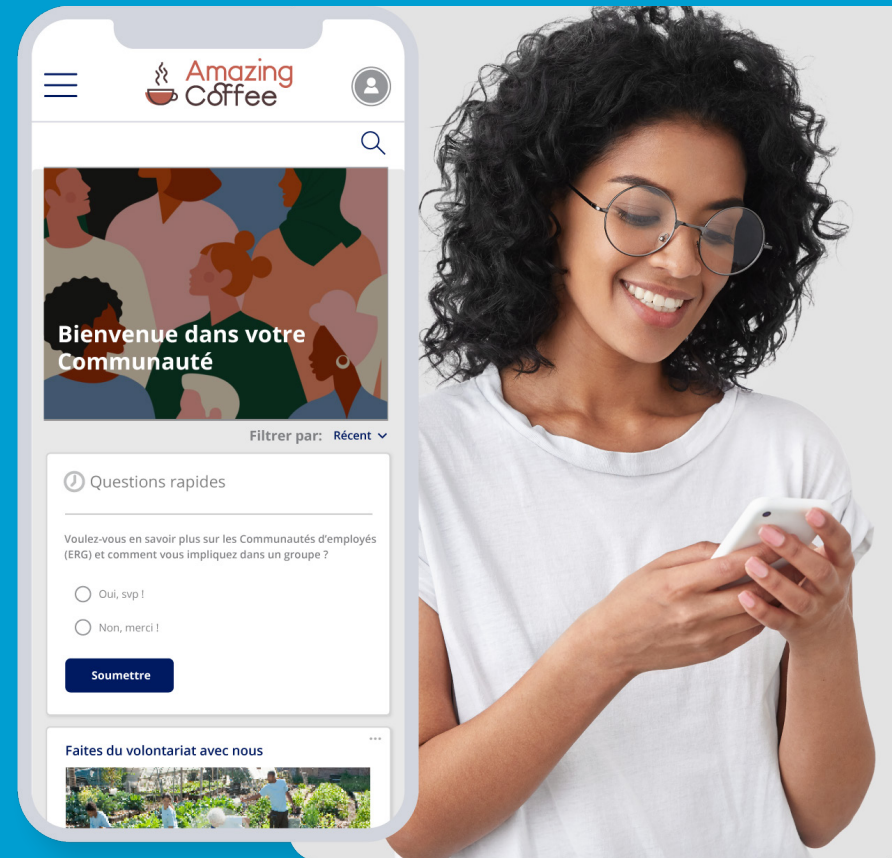 Amazing
Coffee
Bienvenue dans votre
Communauté
Filtrer par: Récent
Questions rapides
Voulez-vous en savoir plus sur les Communautés d'employés
(ERG) et comment vous impliquez dans un groupe ?
Oui, svp !
Non, merci !
Soumettre
Faites du volontariat avec nous